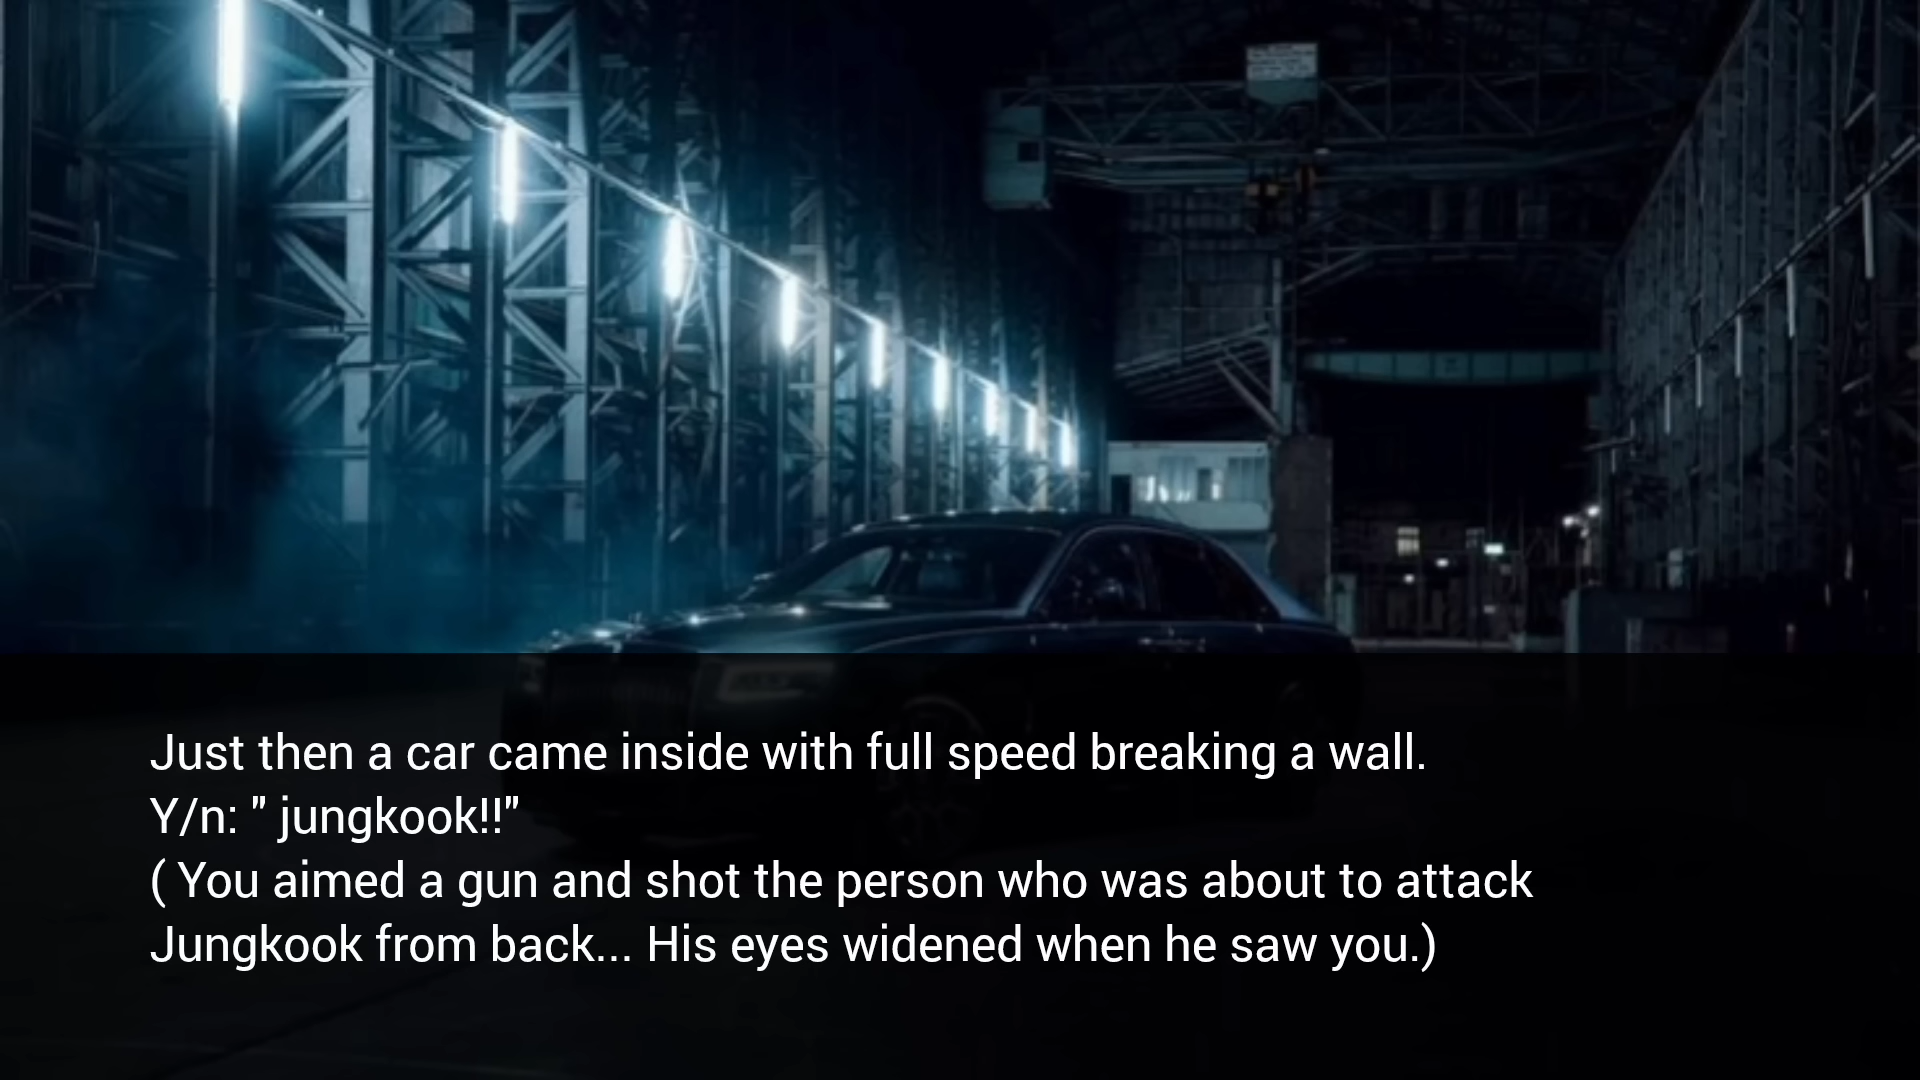 Just then a car came inside with full speed breaking a wall.
Y/n: " jungkook!!"
( You aimed a gun and shot the person who was about to attack
Jungkook from back... His eyes widened when he saw you.)